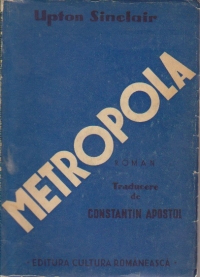 Upton Sinclair
METROPOLA
ROMAN
Traducere
de
CONSTANTIN APOSTOL
EDITURA CULTURA ROMÂNEASCĂ